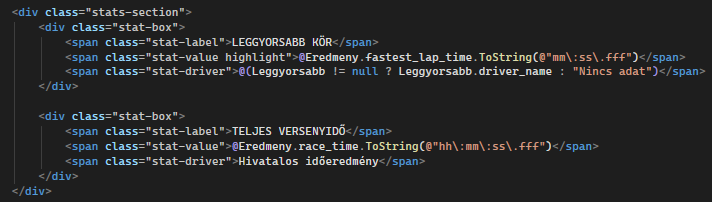 <div class="stats-section">
<div class="stat-box">
<span class="stat-label">LEGGYORSABB KÖR</span>
<span class="stat-value highlight">@Eredmeny.fastest_lap_time.ToString(@"mm\:ss\.fff")</span>
<span class="stat-driver">@(Leggyorsabb != null ? Leggyorsabb.driver_name : "Nincs adat")</span>
</div>
<div class="stat-box">
<span class="stat-label">TELJES VERSENYIDŐ</span>
<span class="stat-value">@Eredmeny.race_time.ToString(@"hh\:mm\:ss\.fff")</span>
<span class="stat-driver">Hivatalos időeredmény</span>
</div>
</div>